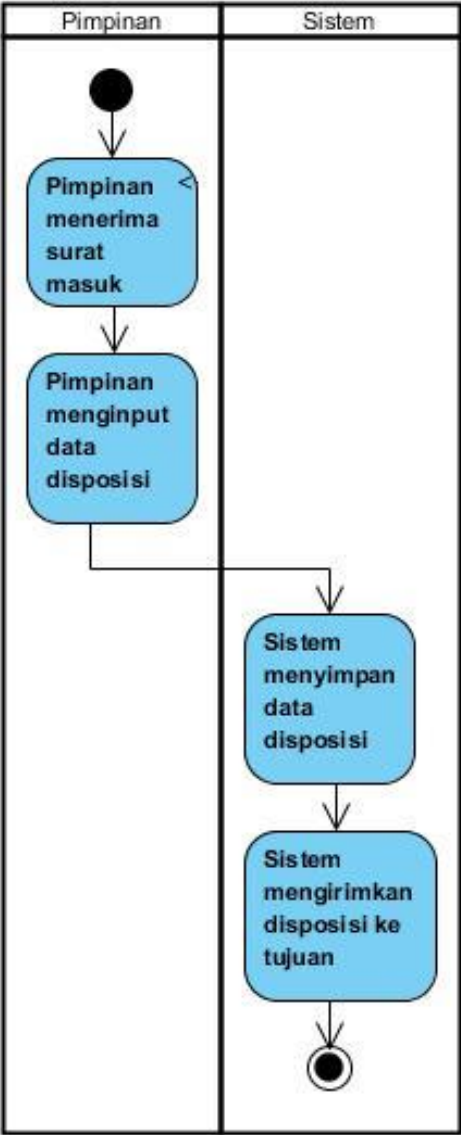 Pimpinan
Sistem
Pimpinan <
menerima
surat
masuk
Pimpinan
menginput
data
disposisi
Sistem
menyimpan
data
disposisi
Sistem
mengirimkan
disposisi ke
tujuan